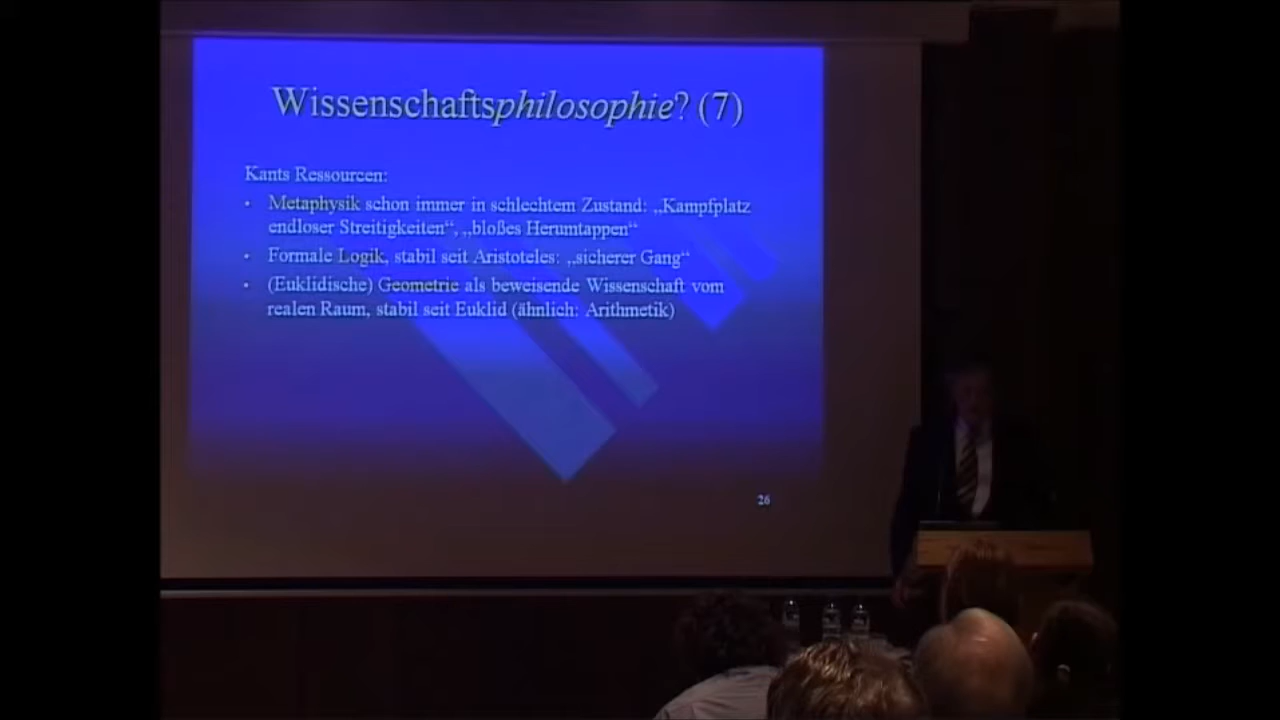 Wissenschaftsphilosophie? (7)
Kants Ressourcen:
• Metaphysik schon immer in schlechtem Zustand: „Kampfplatz
endloser Streitigkeiten“, „bloßes Herumtappen“
• Formale Logik, stabil seit Aristoteles: „sicherer Gang“
• (Euklidische) Geometrie als beweisende Wissenschaft vom
realen Raum, stabil seit Euklid (ähnlich: Arithmetik)
26